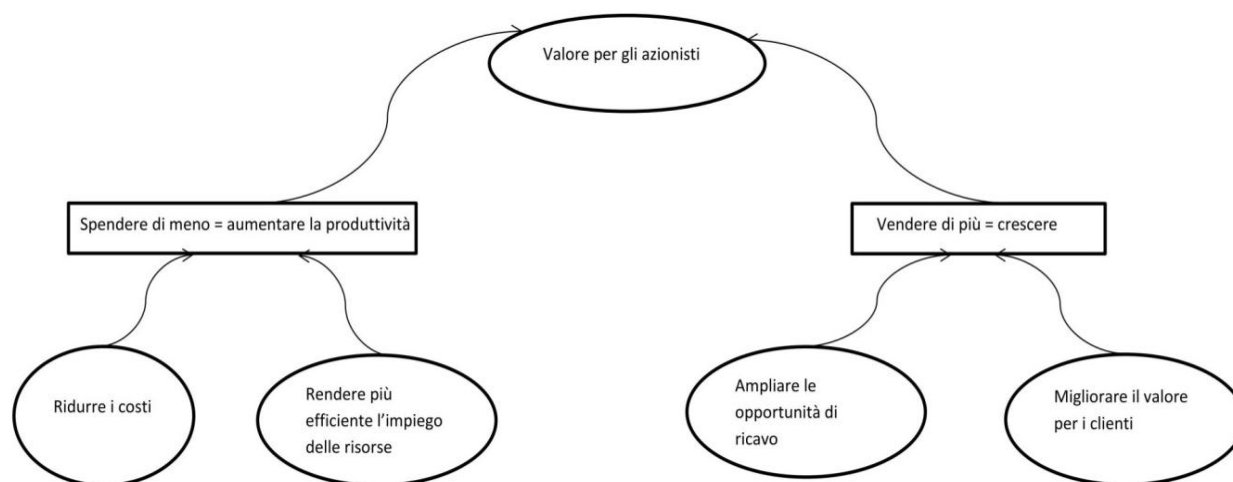 Valore per gli azionisti
Spendere di meno = aumentare la produttività
Vendere di più = crescere
Ridurre i costi
Rendere più
efficiente l’impiego
delle risorse
Ampliare le
opportunità di
ricavo
Migliorare il valore
per i clienti